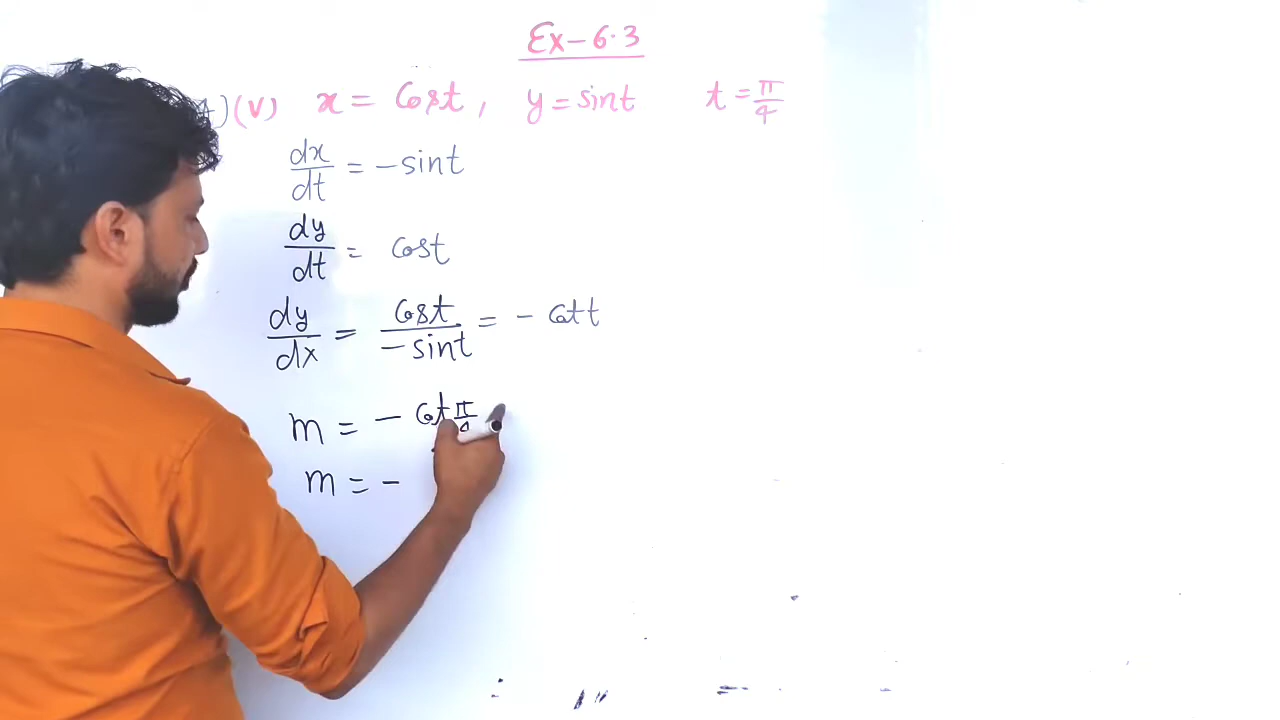 Ex-6.3
)(V) x = Cost, y = sint t = π/4
dx/dt = -sint
dy/dt = Cost
dy/dx = Cost/-sint = - Cott
m = - Cot π/4
m = -